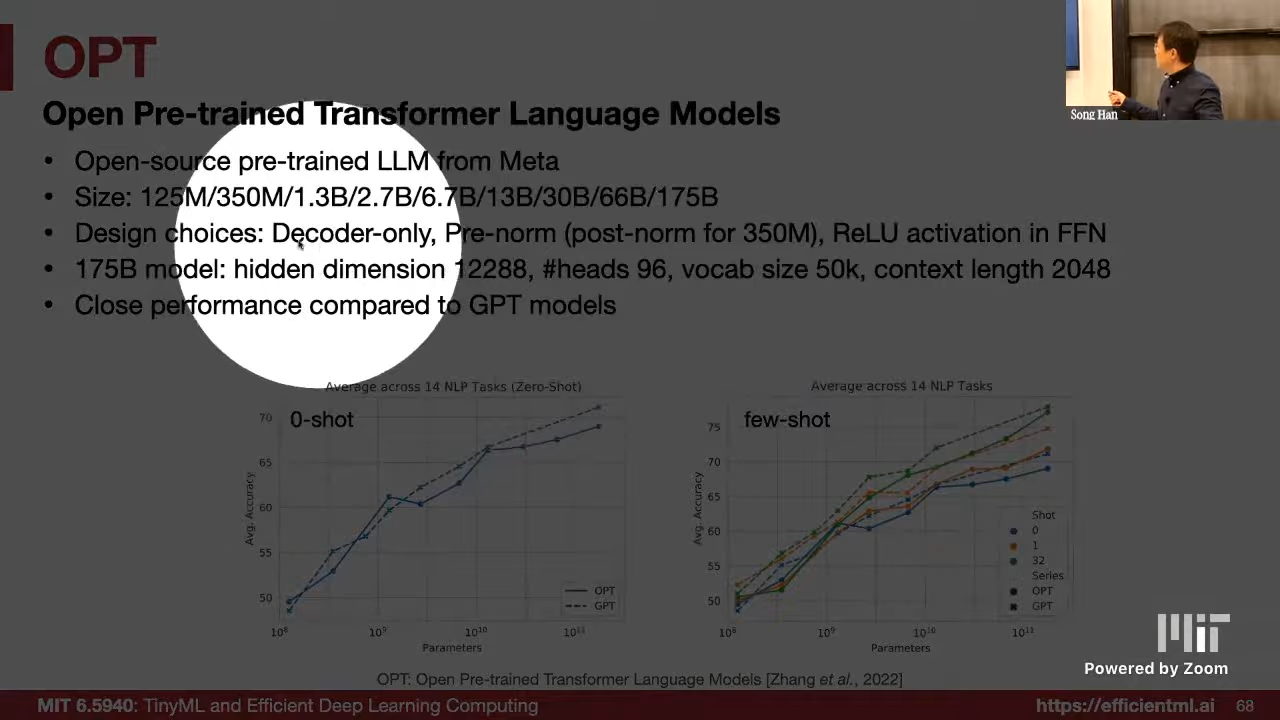 OPT
Open Pre-trained Transformer Language Models
• Open-source pre-trained LLM from Meta
• Size: 125M/350M/1.3B/2.7B/6.7B/13B/30B/66B/175B
• Design choices: Decoder-only, Pre-norm (post-norm for 350M), ReLU activation in FFN
• 175B model: hidden dimension 12288, #heads 96, vocab size 50k, context length 2048
• Close performance compared to GPT models
Song Han
Average across 14 NLP Tasks (Zero-Shot)
0-shot
70
65
60
55
50
Avg. Accuracy
OPT
GPT
10⁸
10⁹
10¹⁰
10¹¹
Parameters
Average across 14 NLP Tasks
few-shot
75
70
65
60
55
50
Avg. Accuracy
Shot
0
1
32
Series
OPT
GPT
10⁸
10⁹
10¹⁰
10¹¹
Parameters
MIT
Powered by Zoom
OPT: Open Pre-trained Transformer Language Models [Zhang et al., 2022]
MIT 6.5940: TinyML and Efficient Deep Learning Computing
https://efficientml.ai
68